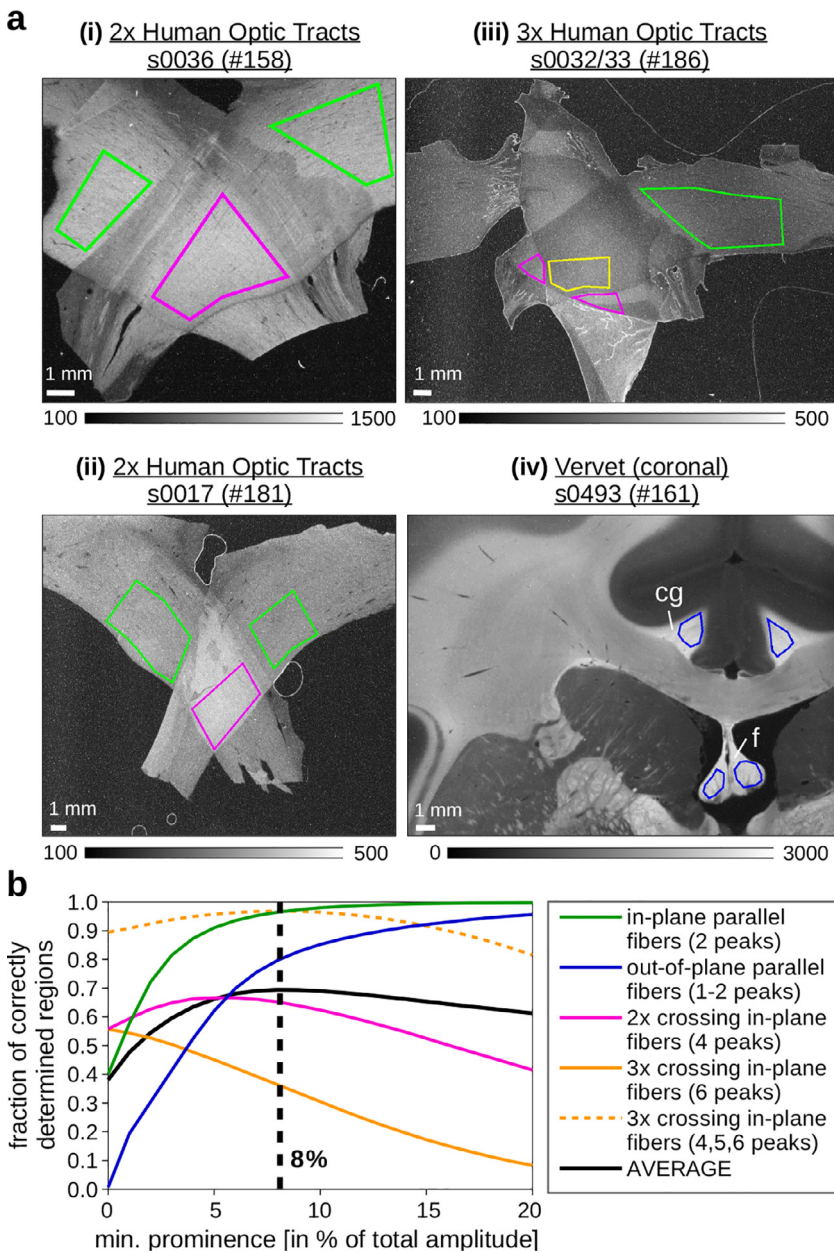 a
(i) 2x Human Optic Tracts
s0036 (#158)
(iii) 3x Human Optic Tracts
s0032/33 (#186)
1 mm
1 mm
100 1500
100 500
(ii) 2x Human Optic Tracts
s0017 (#181)
(iv) Vervet (coronal)
s0493 (#161)
cg
f
1 mm
1 mm
100 500
0 3000
b
fraction of correctly
determined regions
1.0
0.9
0.8
0.7
0.6
0.5
0.4
0.3
0.2
0.1
0.0
8%
0 5 10 15 20
min. prominence [in % of total amplitude]
in-plane parallel
fibers (2 peaks)
out-of-plane parallel
fibers (1-2 peaks)
2x crossing in-plane
fibers (4 peaks)
3x crossing in-plane
fibers (6 peaks)
3x crossing in-plane
fibers (4,5,6 peaks)
AVERAGE